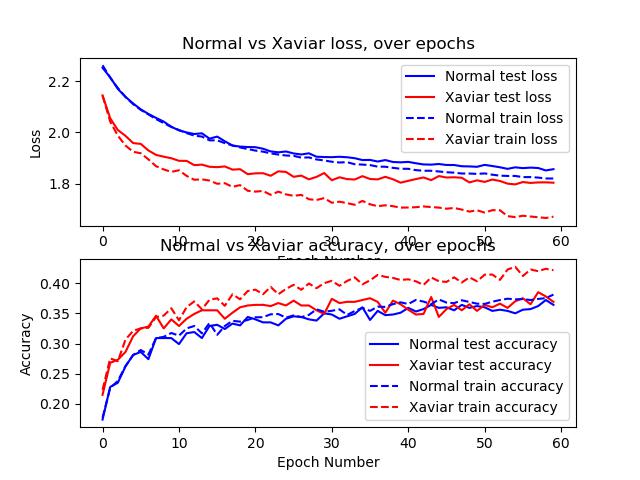 Normal vs Xaviar loss, over epochs
2.2
2.0
1.8
Loss
Normal test loss
Xaviar test loss
Normal train loss
Xaviar train loss
0 10 20 30 40 50 60
Epoch Number
Normal vs Xaviar accuracy, over epochs
0.40
0.35
0.30
0.25
0.20
Accuracy
Normal test accuracy
Xaviar test accuracy
Normal train accuracy
Xaviar train accuracy
0 10 20 30 40 50 60
Epoch Number